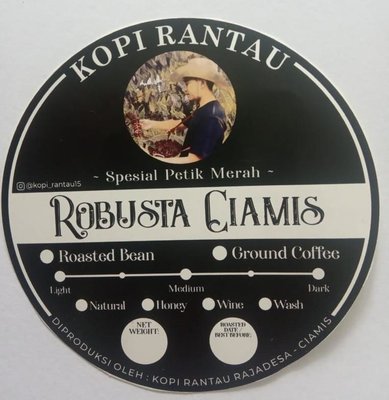 KOPI RANTAU
~ Spesial Petik Merah ~
@kopi_rantau15
ROBUSTA CIAMIS
Roasted Bean
Ground Coffee
Light
Medium
Dark
Natural
Honey
Wine
Wash
NET
WEIGHT:
ROASTED
DATE /
BEST BEFORE:
DIPRODUKSI OLEH : KOPI RANTAU RAJADESA - CIAMIS